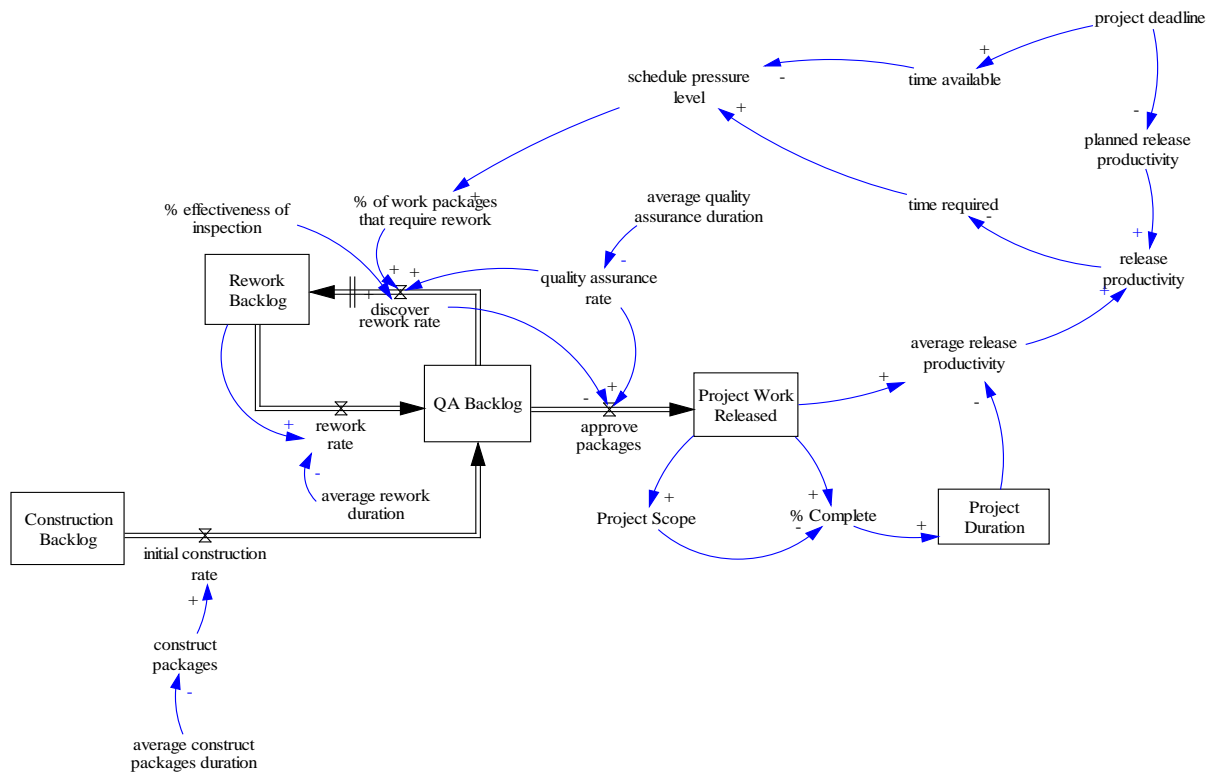 project deadline
+
schedule pressure
level
-
time available
+
-
planned release
productivity
+
% effectiveness of
inspection
% of work packages
that require rework
+
average quality
assurance duration
time required
-
+
release
productivity
+
Rework
Backlog
+
+
+
discover
rework rate
quality assurance
rate
-
average release
productivity
+
-
QA Backlog
-
+
approve
packages
Project Work
Released
rework
rate
+
-
average rework
duration
Construction
Backlog
initial construction
rate
+
Project Scope
+
% Complete
-
+
Project
Duration
+
construct
packages
-
average construct
packages duration